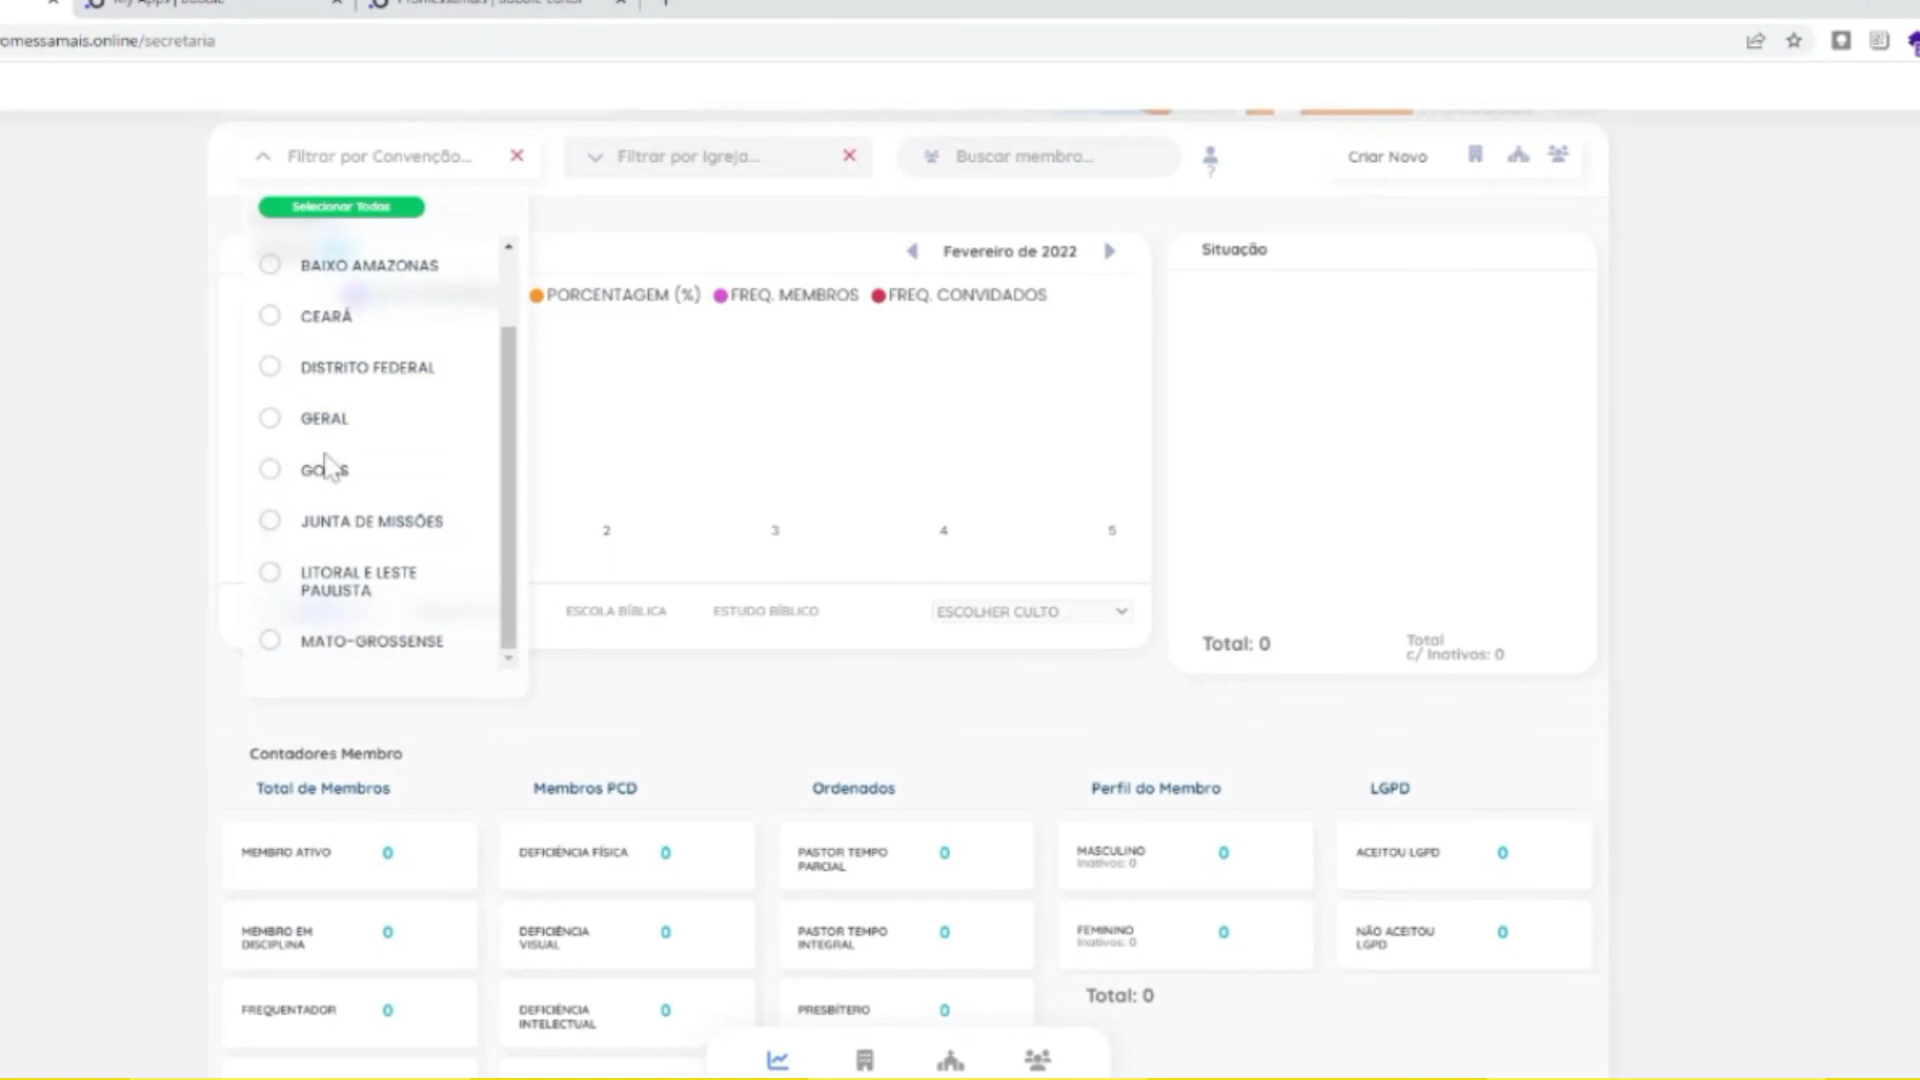 omessamais.online/secretaria
Filtrar por Convenção...
Filtrar por Igreja...
Buscar membro...
?
Criar Novo
Selecionar Todas
BAIXO AMAZONAS
CEARÁ
DISTRITO FEDERAL
GERAL
JUNTA DE MISSÕES
LITORAL E LESTE
PAULISTA
MATO-GROSSENSE
Fevereiro de 2022
PORCENTAGEM (%) FREQ. MEMBROS FREQ. CONVIDADOS
2 3 4 5
ESCOLA BÍBLICA ESTUDO BÍBLICO ESCOLHER CULTO
Situação
Total: 0
Total
c/ Inativos: 0
Contadores Membro
Total de Membros
MEMBRO ATIVO 0
MEMBRO EM
DISCIPLINA 0
FREQUENTADOR 0
Membros PCD
DEFICIÊNCIA FÍSICA 0
DEFICIÊNCIA
VISUAL 0
DEFICIÊNCIA
INTELECTUAL 0
Ordenados
PASTOR TEMPO
PARCIAL 0
PASTOR TEMPO
INTEGRAL 0
PRESBÍTERO 0
Perfil do Membro
MASCULINO 0
Inativos: 0
FEMININO 0
Inativos: 0
Total: 0
LGPD
ACEITOU LGPD 0
NÃO ACEITOU
LGPD 0